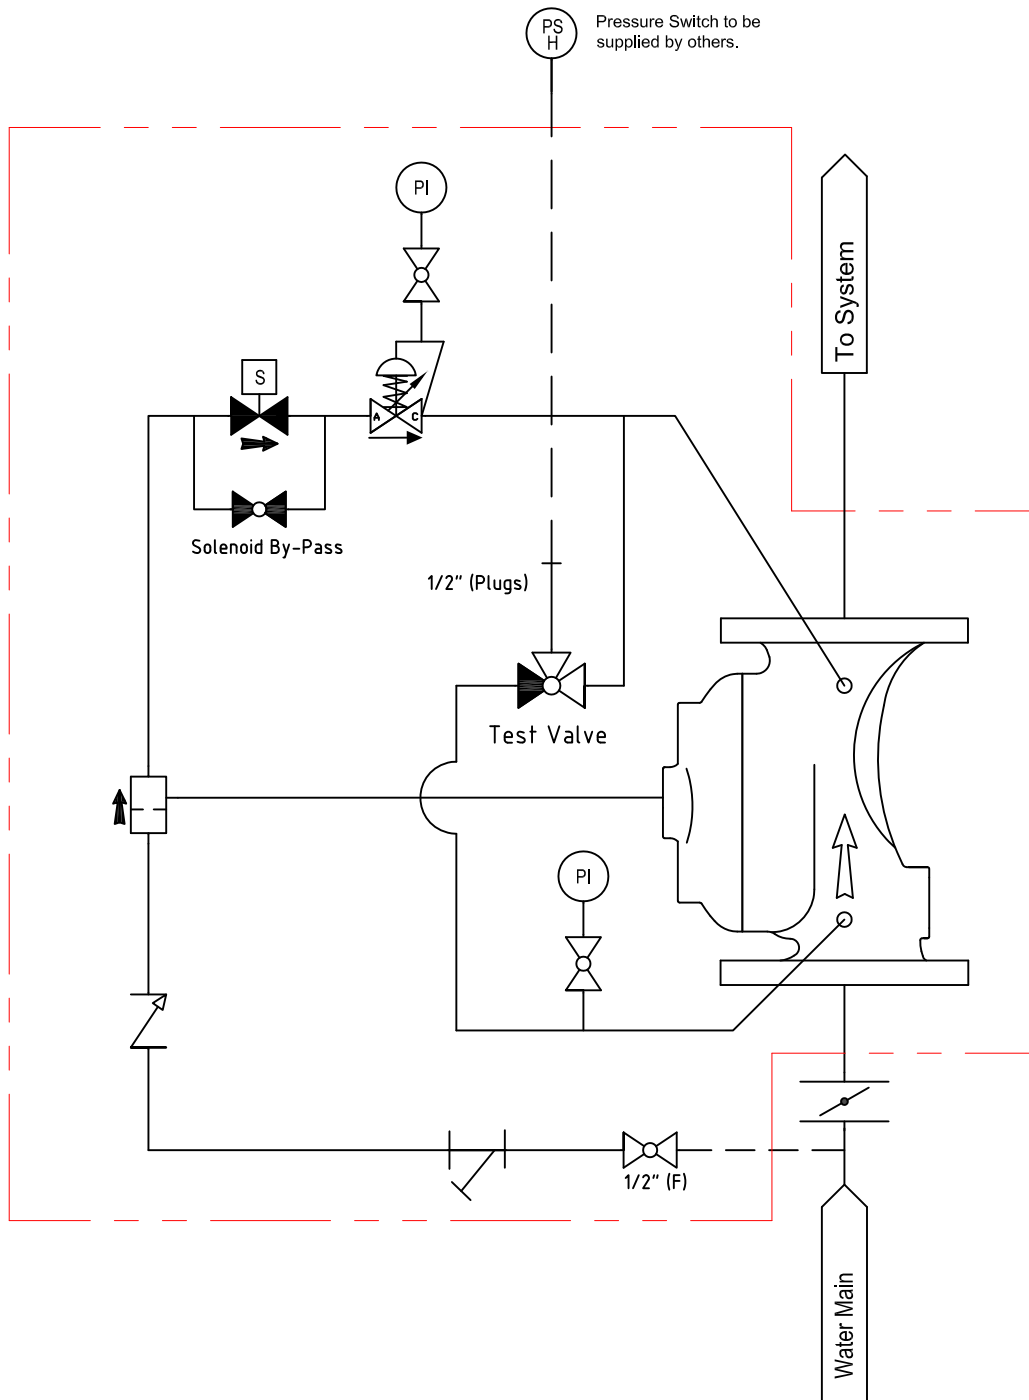 PS
H
Pressure Switch to be
supplied by others.
PI
To System
S
A
C
Solenoid By-Pass
1/2" (Plugs)
Test Valve
PI
1/2" (F)
Water Main